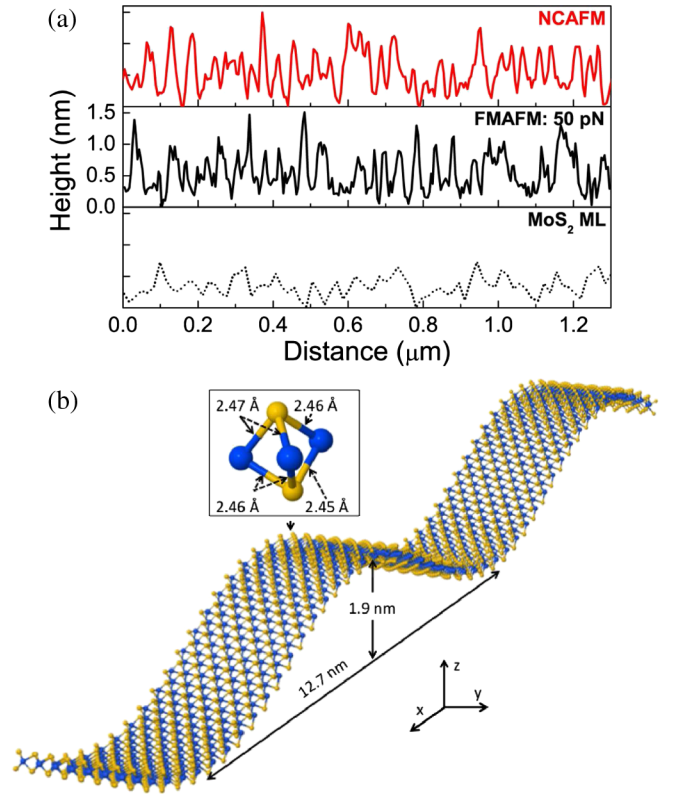 (a)
NCAFM
FMAFM: 50 pN
MoS₂ ML
Height (nm)
1.5
1.0
0.5
0.0
0.0 0.2 0.4 0.6 0.8 1.0 1.2
Distance (μm)
(b)
2.47 Å 2.46 Å
2.46 Å 2.45 Å
1.9 nm
12.7 nm
z
x y